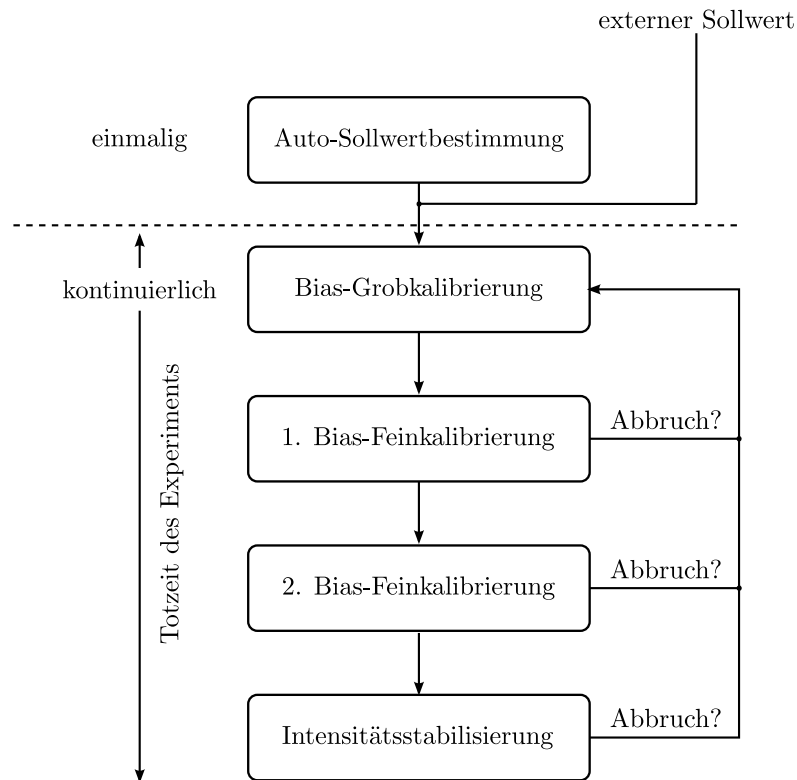 externer Sollwert
einmalig
Auto-Sollwertbestimmung
kontinuierlich
Bias-Grobkalibrierung
Totzeit des Experiments
1. Bias-Feinkalibrierung
Abbruch?
2. Bias-Feinkalibrierung
Abbruch?
Intensitätsstabilisierung
Abbruch?